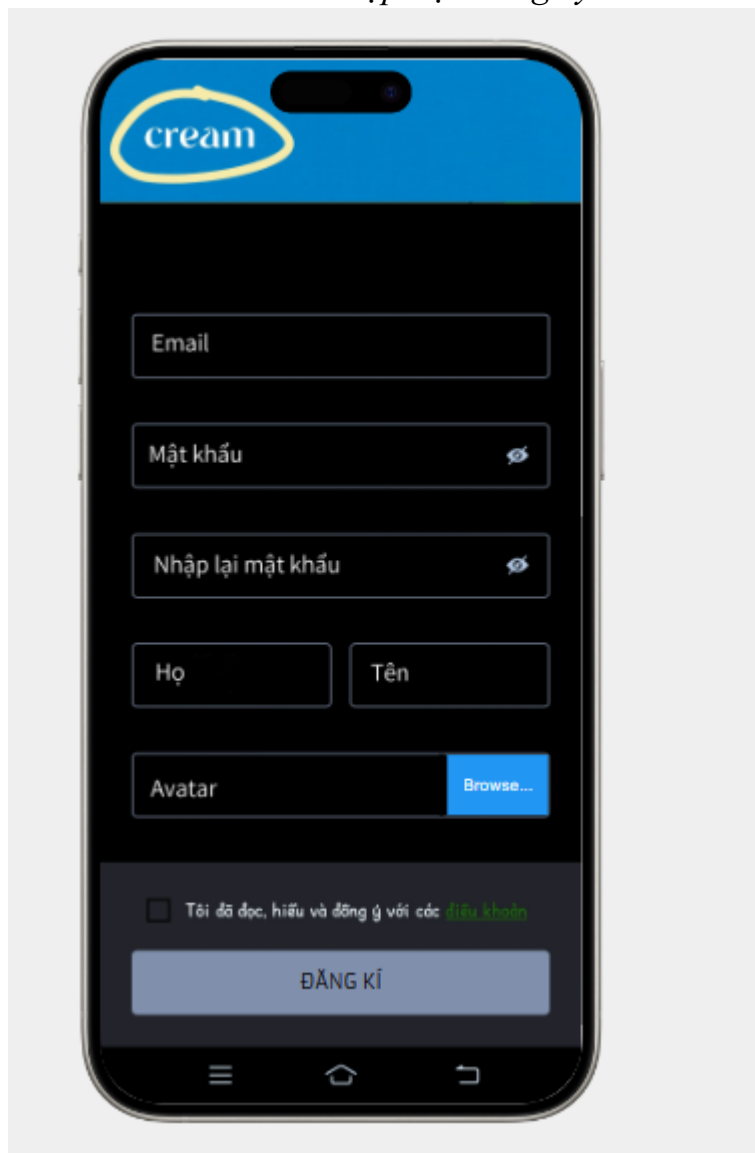 cream
Email
Mật khẩu
Nhập lại mật khẩu
Họ Tên
Avatar Browse...
Tôi đã đọc, hiểu và đồng ý với các điều khoản
ĐĂNG KÍ